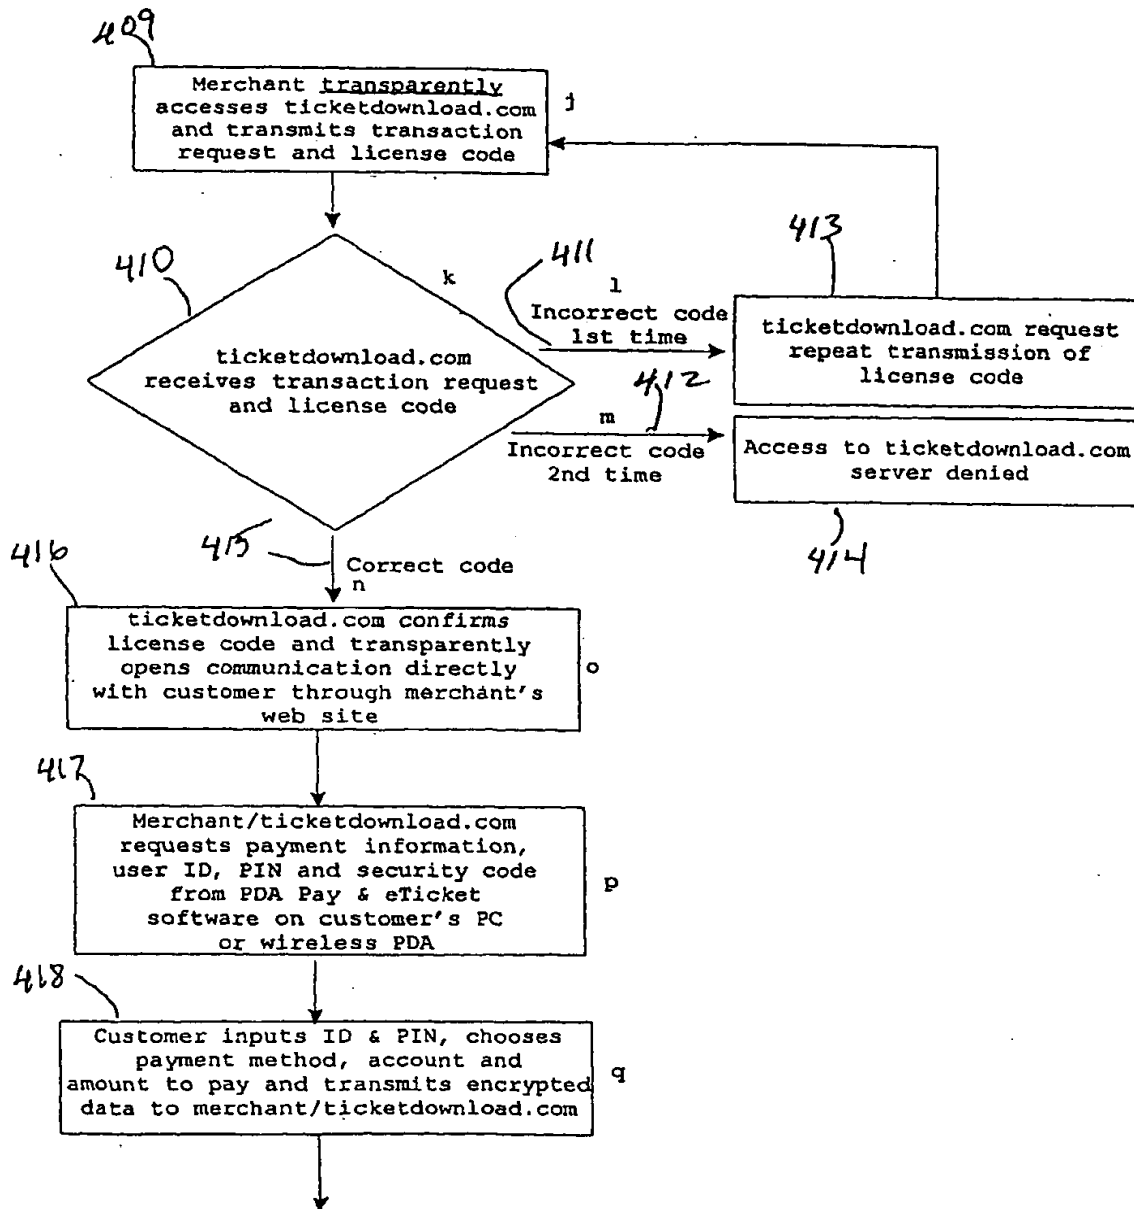 409
Merchant transparently
accesses ticketdownload.com
and transmits transaction
request and license code
j
410
k
ticketdownload.com
receives transaction request
and license code
411
l
Incorrect code
1st time
413
ticketdownload.com request
repeat transmission of
license code
412
m
Incorrect code
2nd time
Access to ticketdownload.com
server denied
414
415
Correct code
n
416
ticketdownload.com confirms
license code and transparently
opens communication directly
with customer through merchant's
web site
o
417
Merchant/ticketdownload.com
requests payment information,
user ID, PIN and security code
from PDA Pay & eTicket
software on customer's PC
or wireless PDA
p
418
Customer inputs ID & PIN, chooses
payment method, account and
amount to pay and transmits encrypted
data to merchant/ticketdownload.com
q